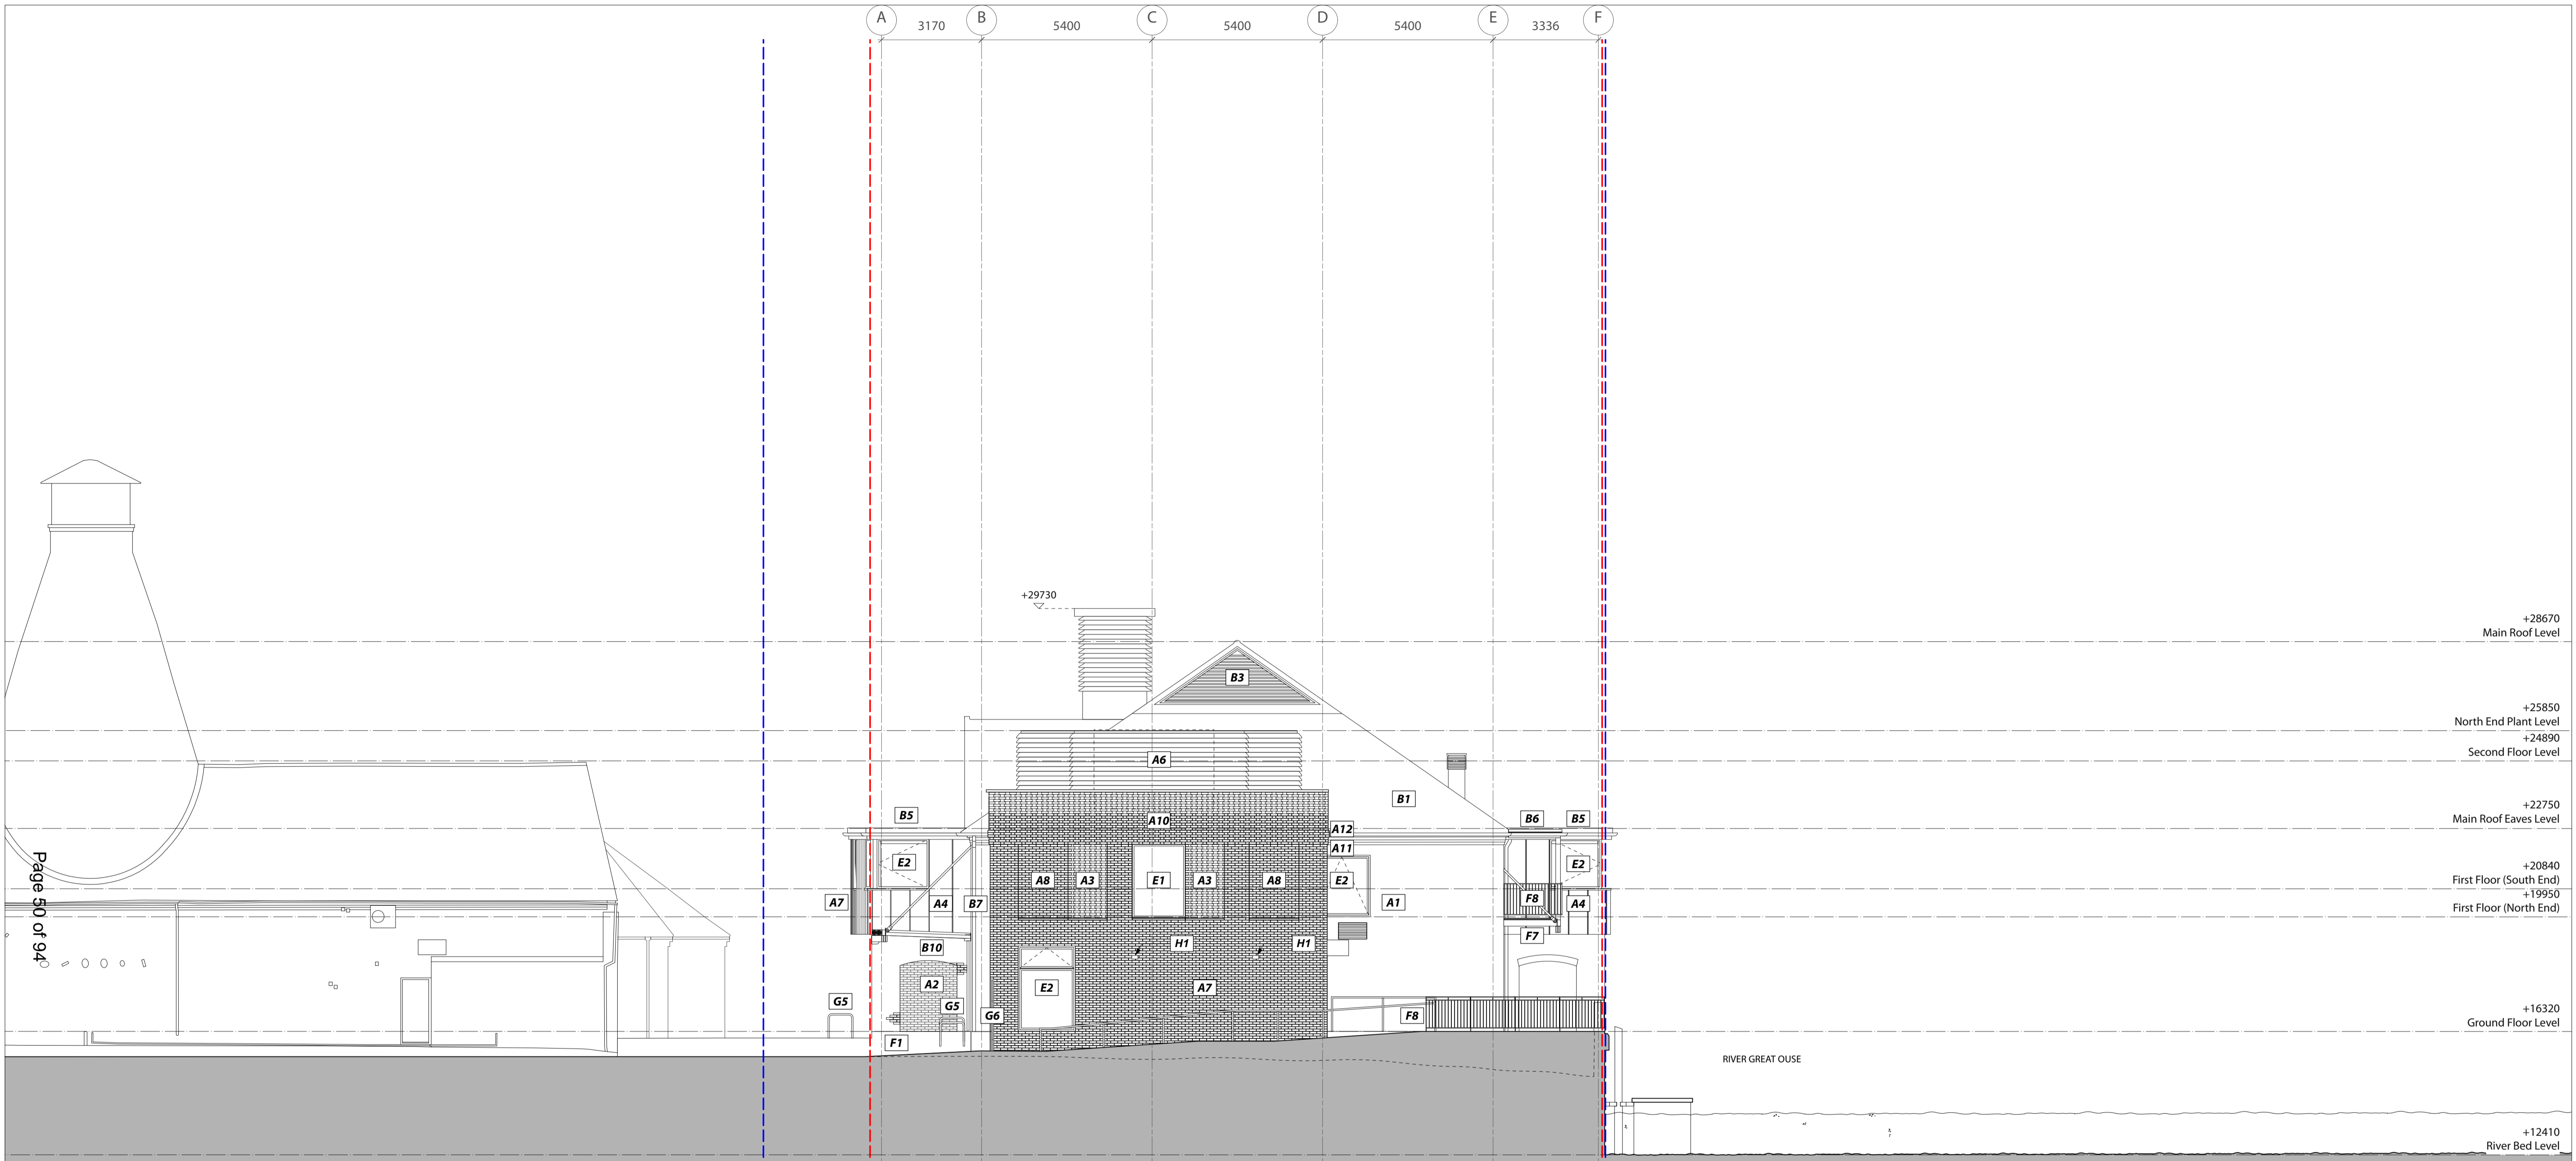 A
B
C
D
E
F
3170
5400
5400
5400
3336
+29730
+28670
Main Roof Level
B3
+25850
North End Plant Level
+24890
Second Floor Level
A6
B1
+22750
Main Roof Eaves Level
B5
A10
A12
B6
B5
A11
E2
A8
A3
E1
A3
A8
E2
E2
+20840
First Floor (South End)
+19950
First Floor (North End)
A7
A4
B7
A1
F8
A4
B10
H1
H1
F7
A2
E2
A7
G5
G5
G6
F8
F1
+16320
Ground Floor Level
RIVER GREAT OUSE
+12410
River Bed Level
Page 50 of 94